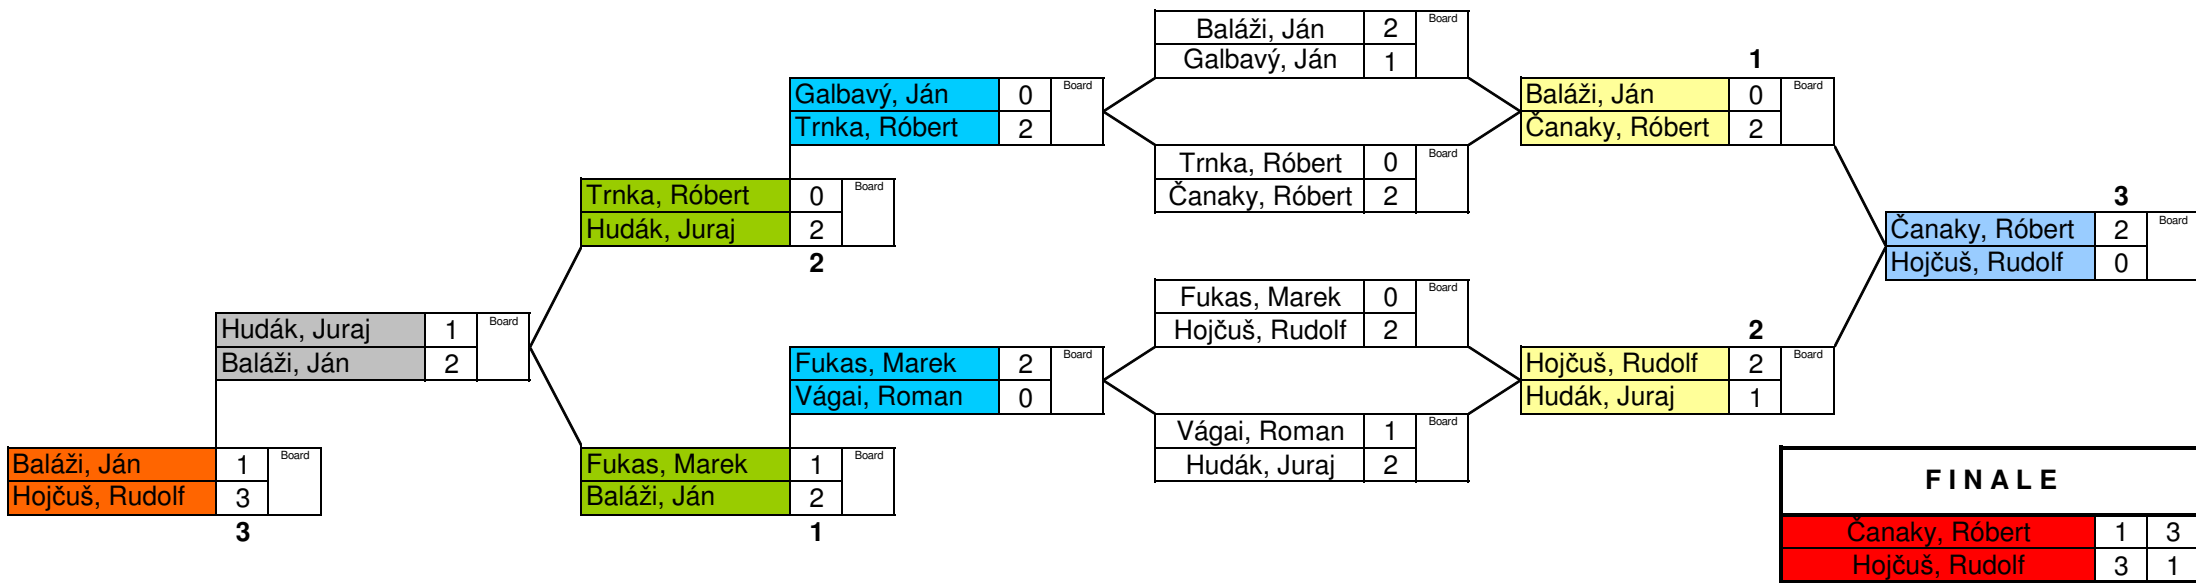 Baláži, Ján 2 Board
Galbavý, Ján 1
1
Galbavý, Ján 0 Board
Trnka, Róbert 2
Baláži, Ján 0 Board
Čanaky, Róbert 2
Trnka, Róbert 0 Board
Čanaky, Róbert 2
Trnka, Róbert 0 Board
Hudák, Juraj 2
2
3
Čanaky, Róbert 2 Board
Hojčuš, Rudolf 0
Fukas, Marek 0 Board
Hojčuš, Rudolf 2
Hudák, Juraj 1 Board
Baláži, Ján 2
2
Fukas, Marek 2 Board
Vágai, Roman 0
Hojčuš, Rudolf 2 Board
Hudák, Juraj 1
Vágai, Roman 1 Board
Hudák, Juraj 2
Baláži, Ján 1 Board
Hojčuš, Rudolf 3
3
Fukas, Marek 1 Board
Baláži, Ján 2
1
FINALE
Čanaky, Róbert 1 3
Hojčuš, Rudolf 3 1